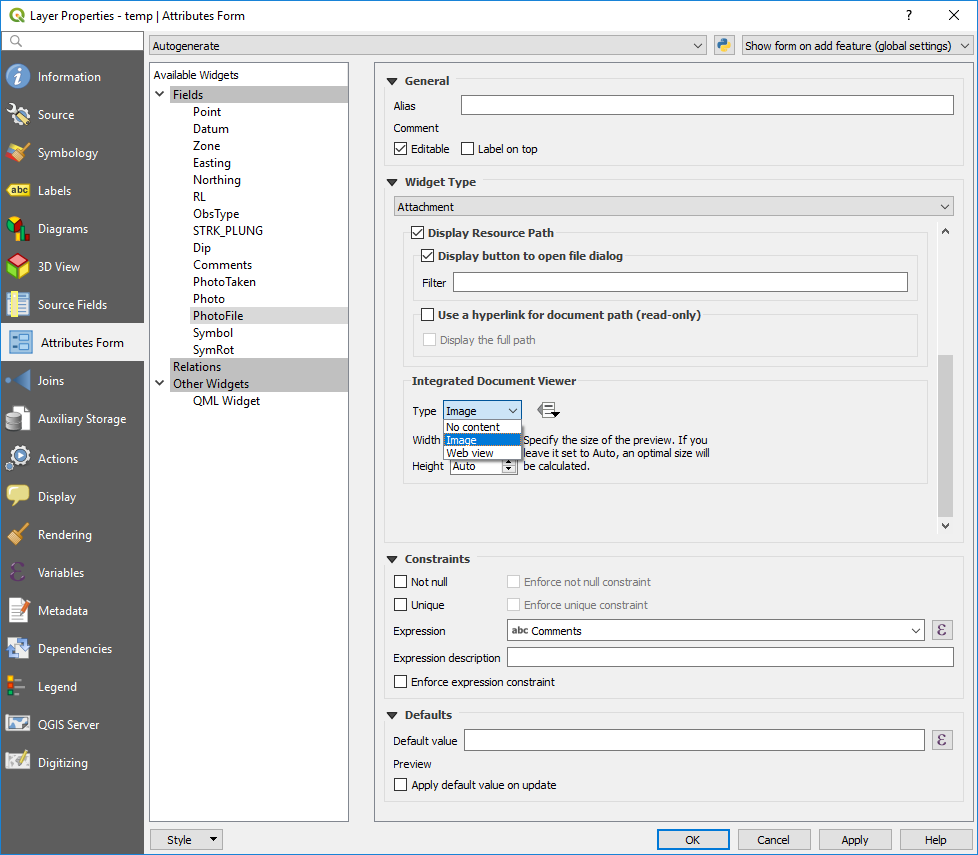 Layer Properties - temp | Attributes Form
?
Autogenerate
Show form on add feature (global settings)
Information
Source
Symbology
abc Labels
Diagrams
3D View
Source Fields
Attributes Form
Joins
Auxiliary Storage
Actions
Display
Rendering
Variables
Metadata
Dependencies
Legend
QGIS Server
Digitizing
Available Widgets
Fields
Point
Datum
Zone
Easting
Northing
RL
ObsType
STRK_PLUNG
Dip
Comments
PhotoTaken
Photo
PhotoFile
Symbol
SymRot
Relations
Other Widgets
QML Widget
General
Alias
Comment
Editable Label on top
Widget Type
Attachment
Display Resource Path
Display button to open file dialog
Filter
Use a hyperlink for document path (read-only)
Display the full path
Integrated Document Viewer
Type Image
No content
Image
Web view
Width
Height Auto
Specify the size of the preview. If you
leave it set to Auto, an optimal size will
be calculated.
Constraints
Not null Enforce not null constraint
Unique Enforce unique constraint
Expression abc Comments ε
Expression description
Enforce expression constraint
Defaults
Default value ε
Preview
Apply default value on update
Style OK Cancel Apply Help